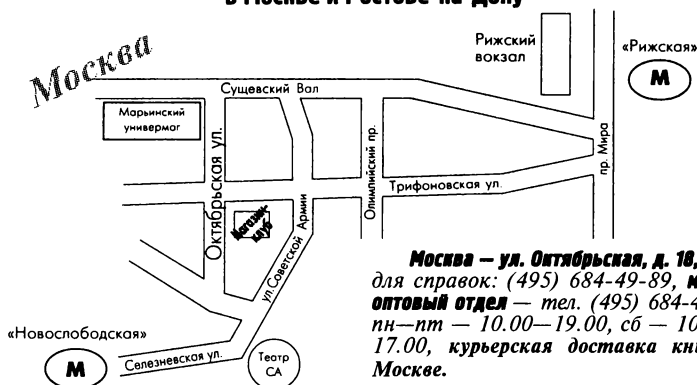 в Москве и Ростове-на-Дону
Москва
Рижский
вокзал
«Рижская»
М
Сущевский Вал
Марьинский
универмаг
Октябрьская ул.
Олимпийский пр.
пр. Мира
Трифоновская ул.
Магазин-
клуб
ул.Советской Армии
Москва — ул. Октябрьская, д. 18,
для справок: (495) 684-49-89,
оптовый отдел — тел. (495) 684-4
пн—пт — 10.00—19.00, сб — 10
17.00, курьерская доставка кн
Москве.
«Новослободская»
М
Селезневская ул.
Театр
СА